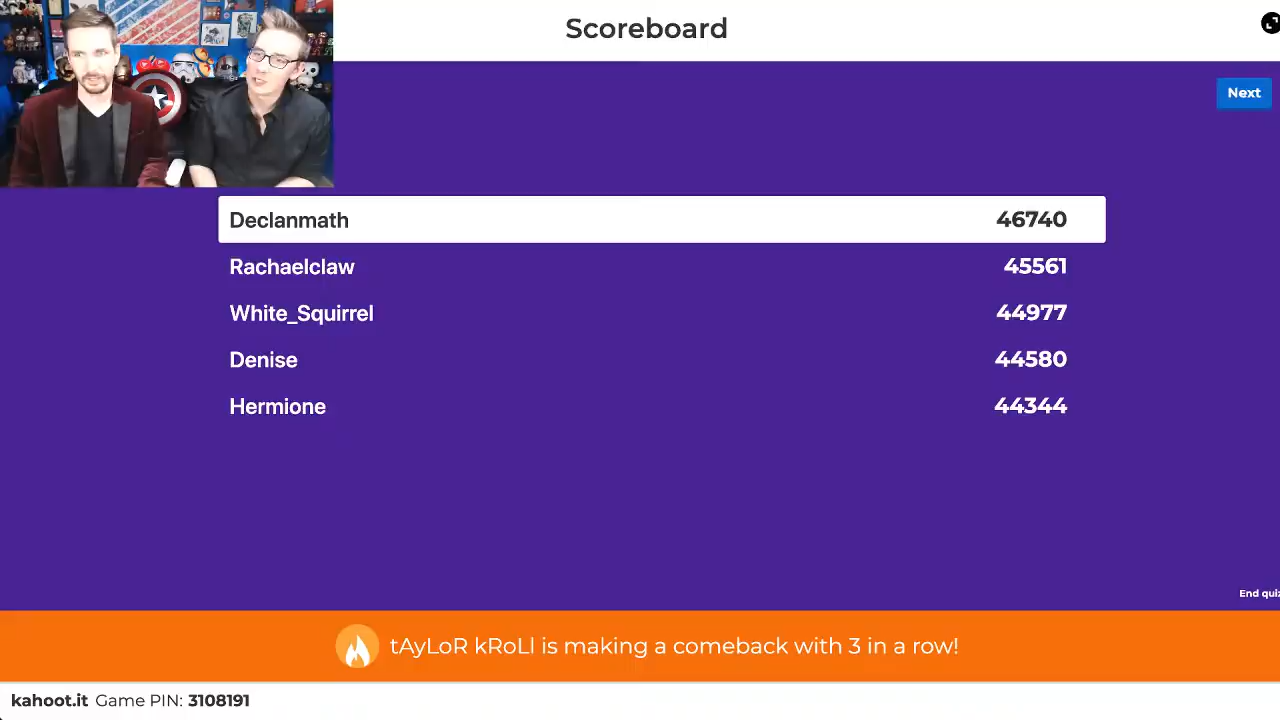 Scoreboard
Next
Declanmath 46740
Rachaelclaw 45561
White_Squirrel 44977
Denise 44580
Hermione 44344
End quiz
tAyLoR kRoLl is making a comeback with 3 in a row!
kahoot.it Game PIN: 3108191